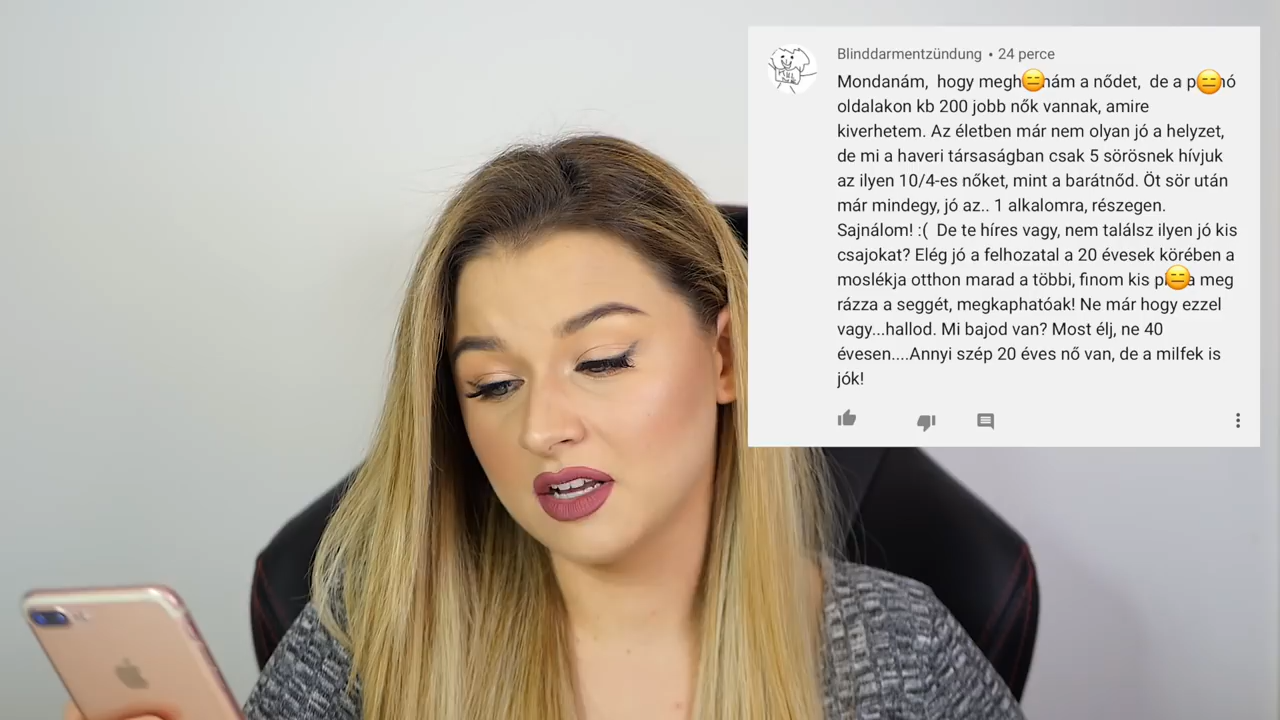 Blinddarmentzündung • 24 perce
Mondanám, hogy megh nám a nődet, de a p nó
oldalakon kb 200 jobb nők vannak, amire
kiverhetem. Az életben már nem olyan jó a helyzet,
de mi a haveri társaságban csak 5 sörösnek hívjuk
az ilyen 10/4-es nőket, mint a barátnőd. Öt sör után
már mindegy, jó az.. 1 alkalomra, részegen.
Sajnálom! :( De te híres vagy, nem találsz ilyen jó kis
csajokat? Elég jó a felhozatal a 20 évesek körében a
moslékja otthon marad a többi, finom kis p a meg
rázza a seggét, megkaphatóak! Ne már hogy ezzel
vagy...hallod. Mi bajod van? Most élj, ne 40
évesen....Annyi szép 20 éves nő van, de a milfek is
jók!